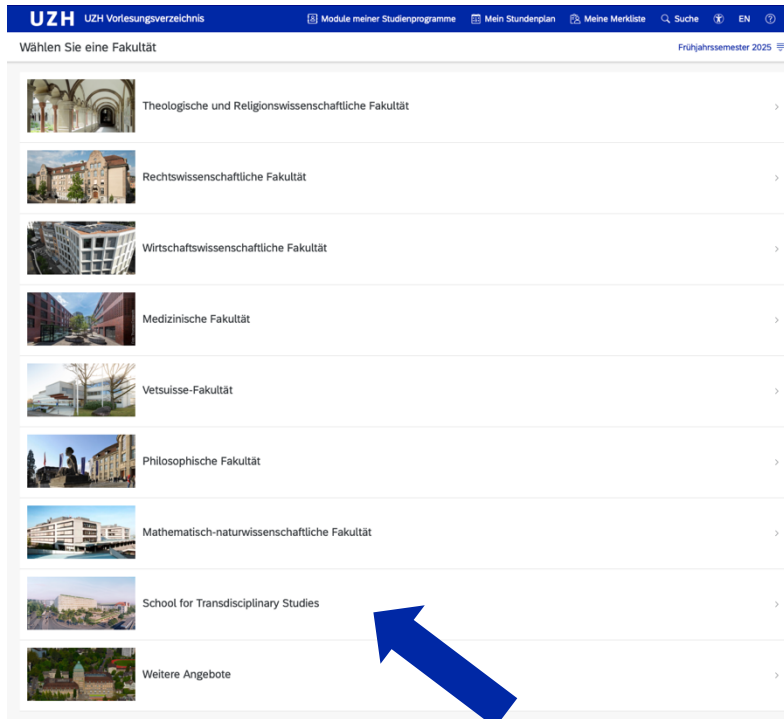 UZH UZH Vorlesungsverzeichnis Module meiner Studienprogramme Mein Stundenplan Meine Merkliste Suche EN
Wählen Sie eine Fakultät Frühjahrssemester 2025
Theologische und Religionswissenschaftliche Fakultät
Rechtswissenschaftliche Fakultät
Wirtschaftswissenschaftliche Fakultät
Medizinische Fakultät
Vetsuisse-Fakultät
Philosophische Fakultät
Mathematisch-naturwissenschaftliche Fakultät
School for Transdisciplinary Studies
Weitere Angebote